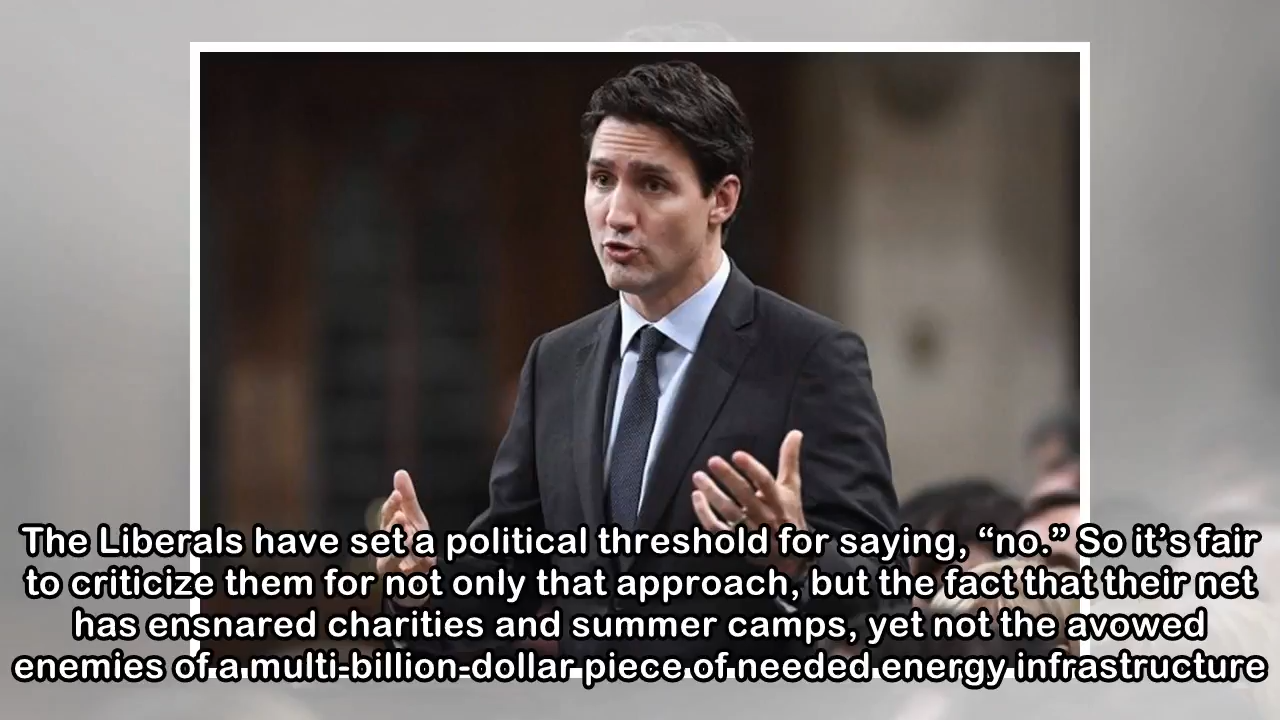 The Liberals have set a political threshold for saying, “no.” So it’s fair
to criticize them for not only that approach, but the fact that their net
has ensnared charities and summer camps, yet not the avowed
enemies of a multi-billion-dollar piece of needed energy infrastructure